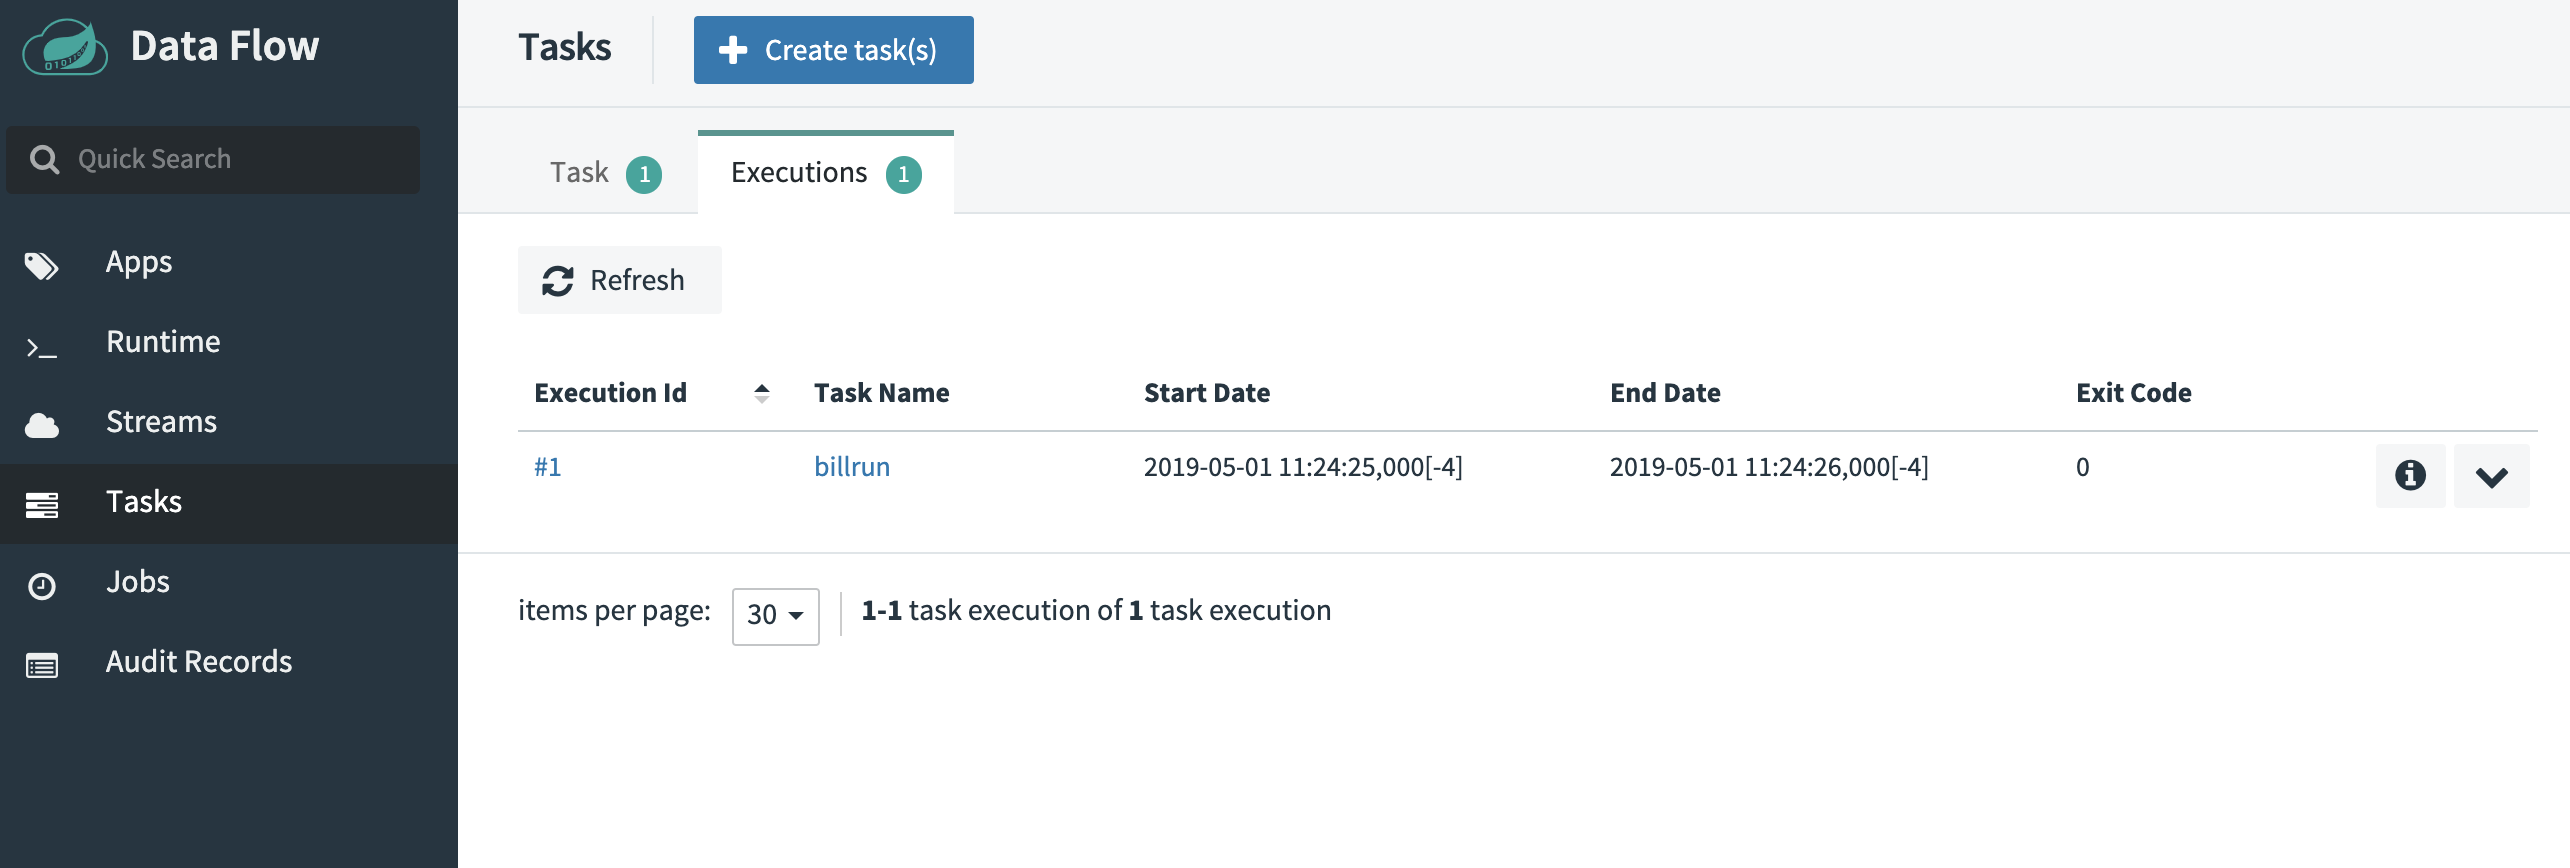 Data Flow
Quick Search
Apps
Runtime
Streams
Tasks
Jobs
Audit Records
Tasks
Create task(s)
Task 1 Executions 1
Refresh
Execution Id Task Name Start Date End Date Exit Code
#1 billrun 2019-05-01 11:24:25,000[-4] 2019-05-01 11:24:26,000[-4] 0
items per page: 30 1-1 task execution of 1 task execution